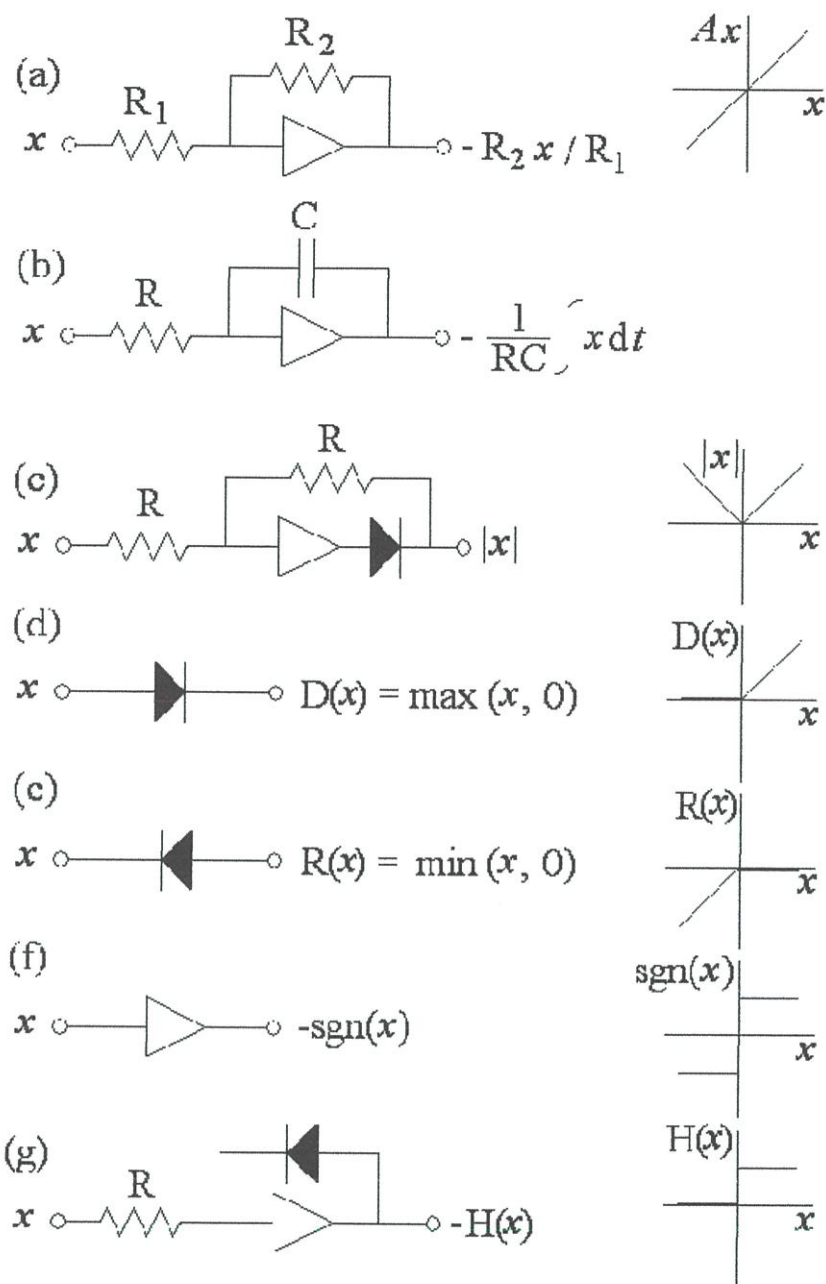 (a)
R2
R1
x
- R2 x / R1
Ax
x
(b)
C
R
x
- 1/RC ∫ x dt
(c)
R
R
x
|x|
|x|
x
(d)
x
D(x) = max (x, 0)
D(x)
x
(c)
x
R(x) = min (x, 0)
R(x)
x
(f)
x
-sgn(x)
sgn(x)
x
(g)
R
x
-H(x)
H(x)
x